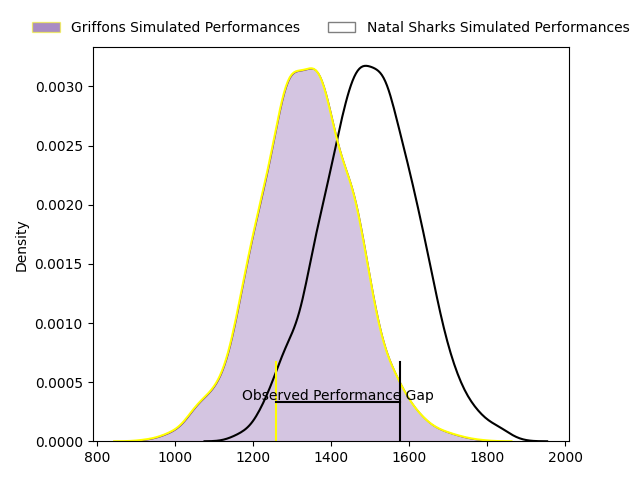 Griffons Simulated Performances Natal Sharks Simulated Performances
0.0030
0.0025
0.0020
0.0015
0.0010
0.0005
0.0000
Density
Observed Performance Gap
800 1000 1200 1400 1600 1800 2000